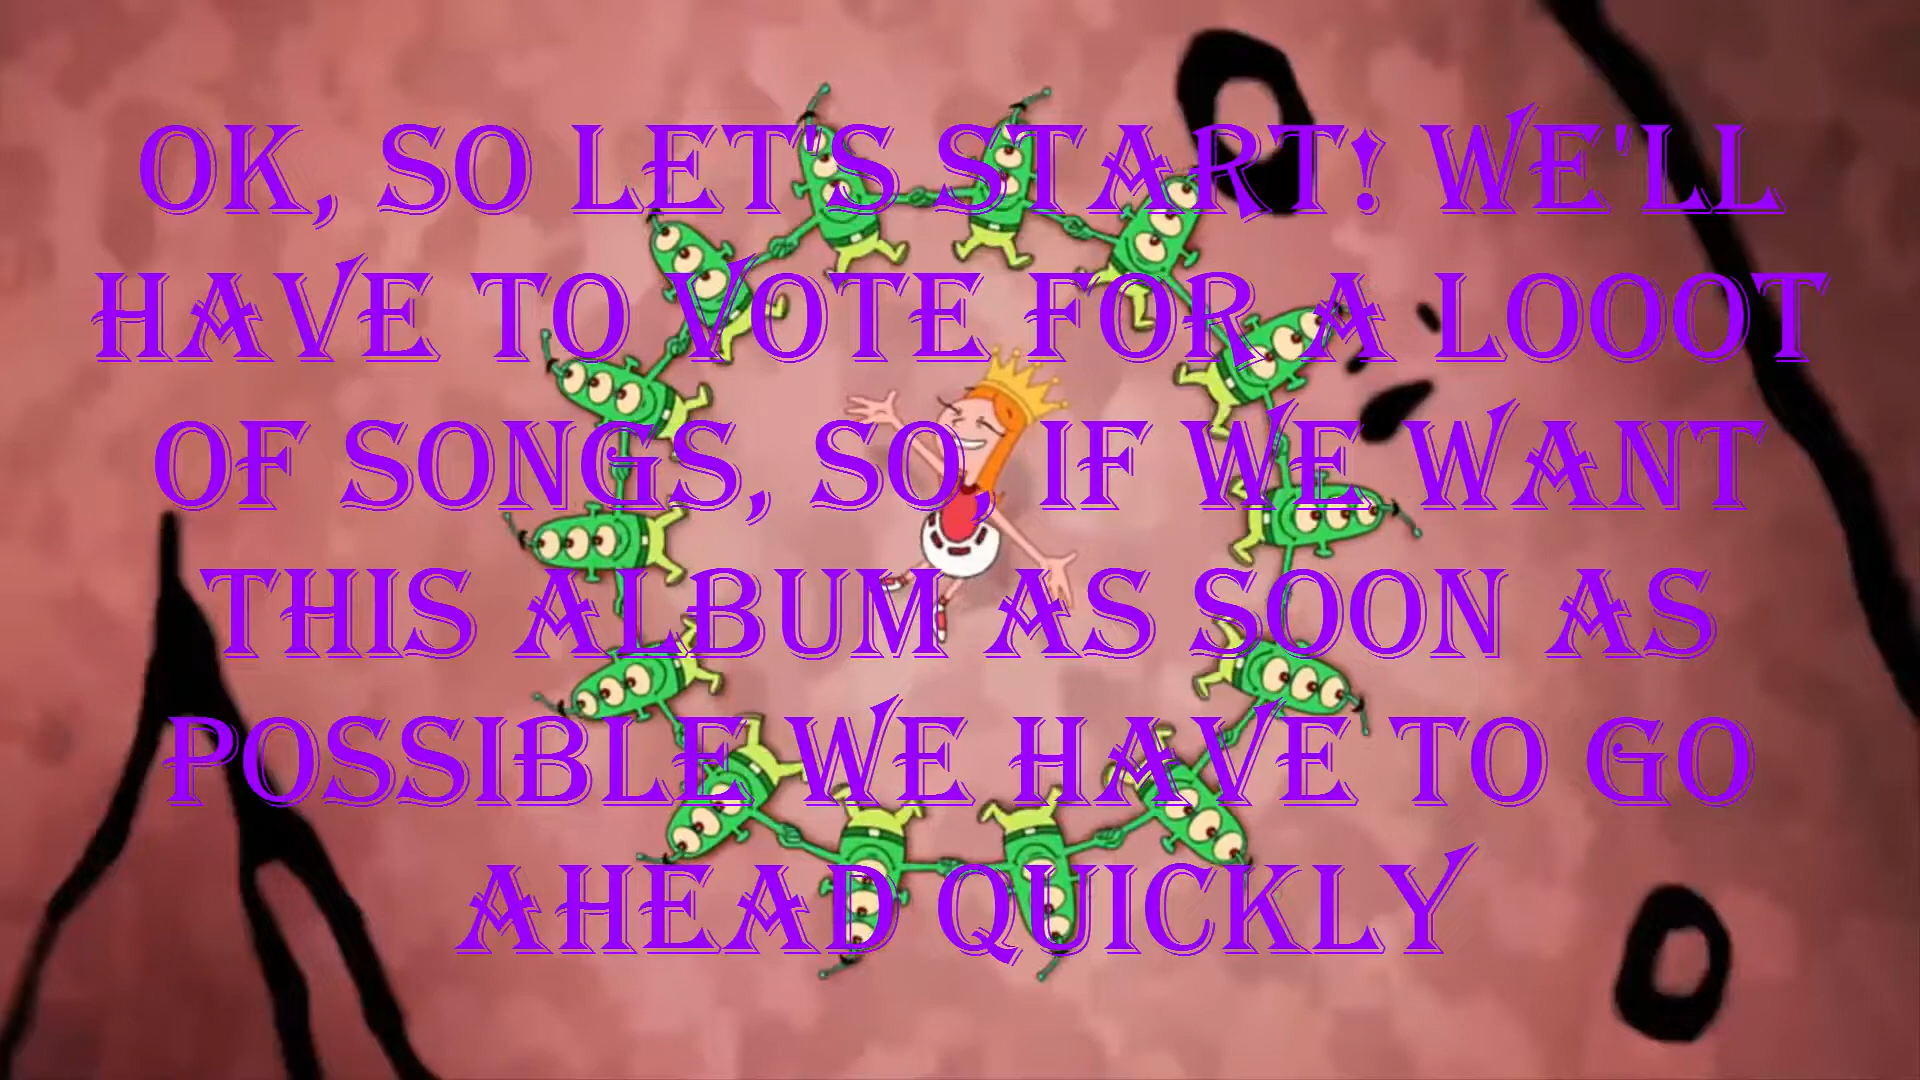 OK, SO LET'S START! WE'LL
HAVE TO VOTE FOR A LOOOT
OF SONGS, SO, IF WE WANT
THIS ALBUM AS SOON AS
POSSIBLE WE HAVE TO GO
AHEAD QUICKLY